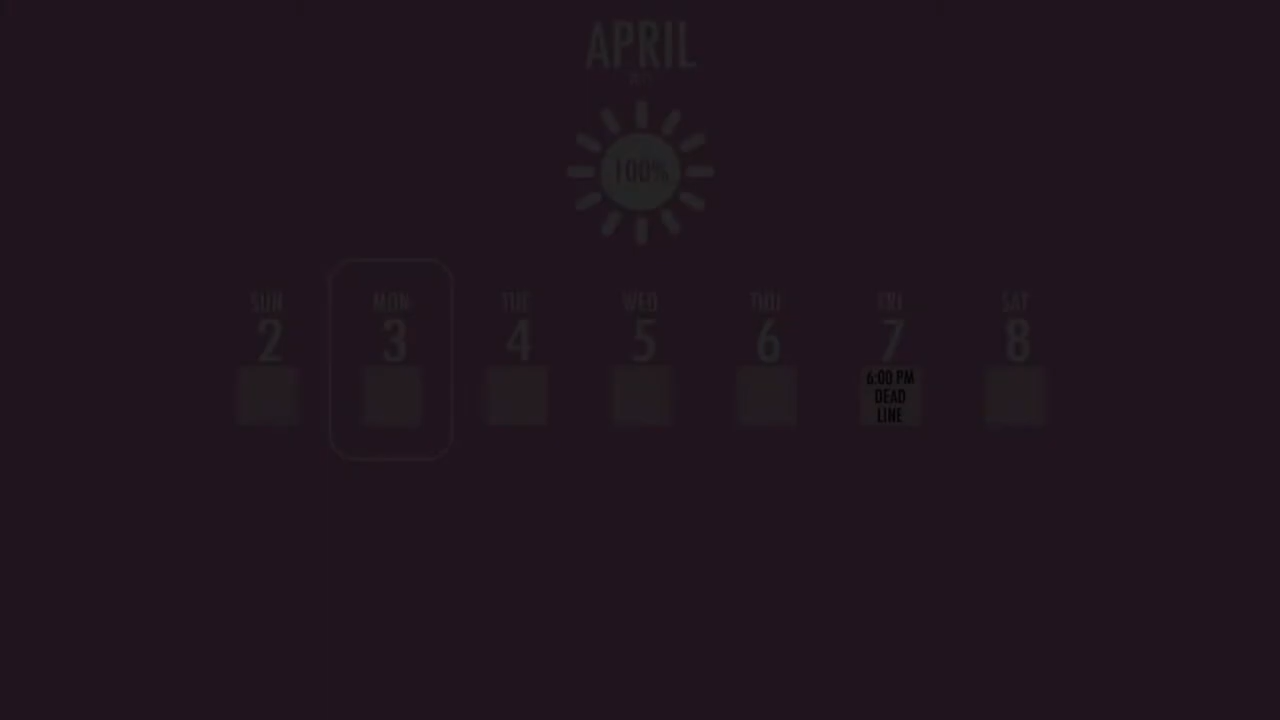 APRIL
100%
SUN MON TUE WED THU FRI SAT
2 3 4 5 6 7 8
6:00 PM
DEAD
LINE